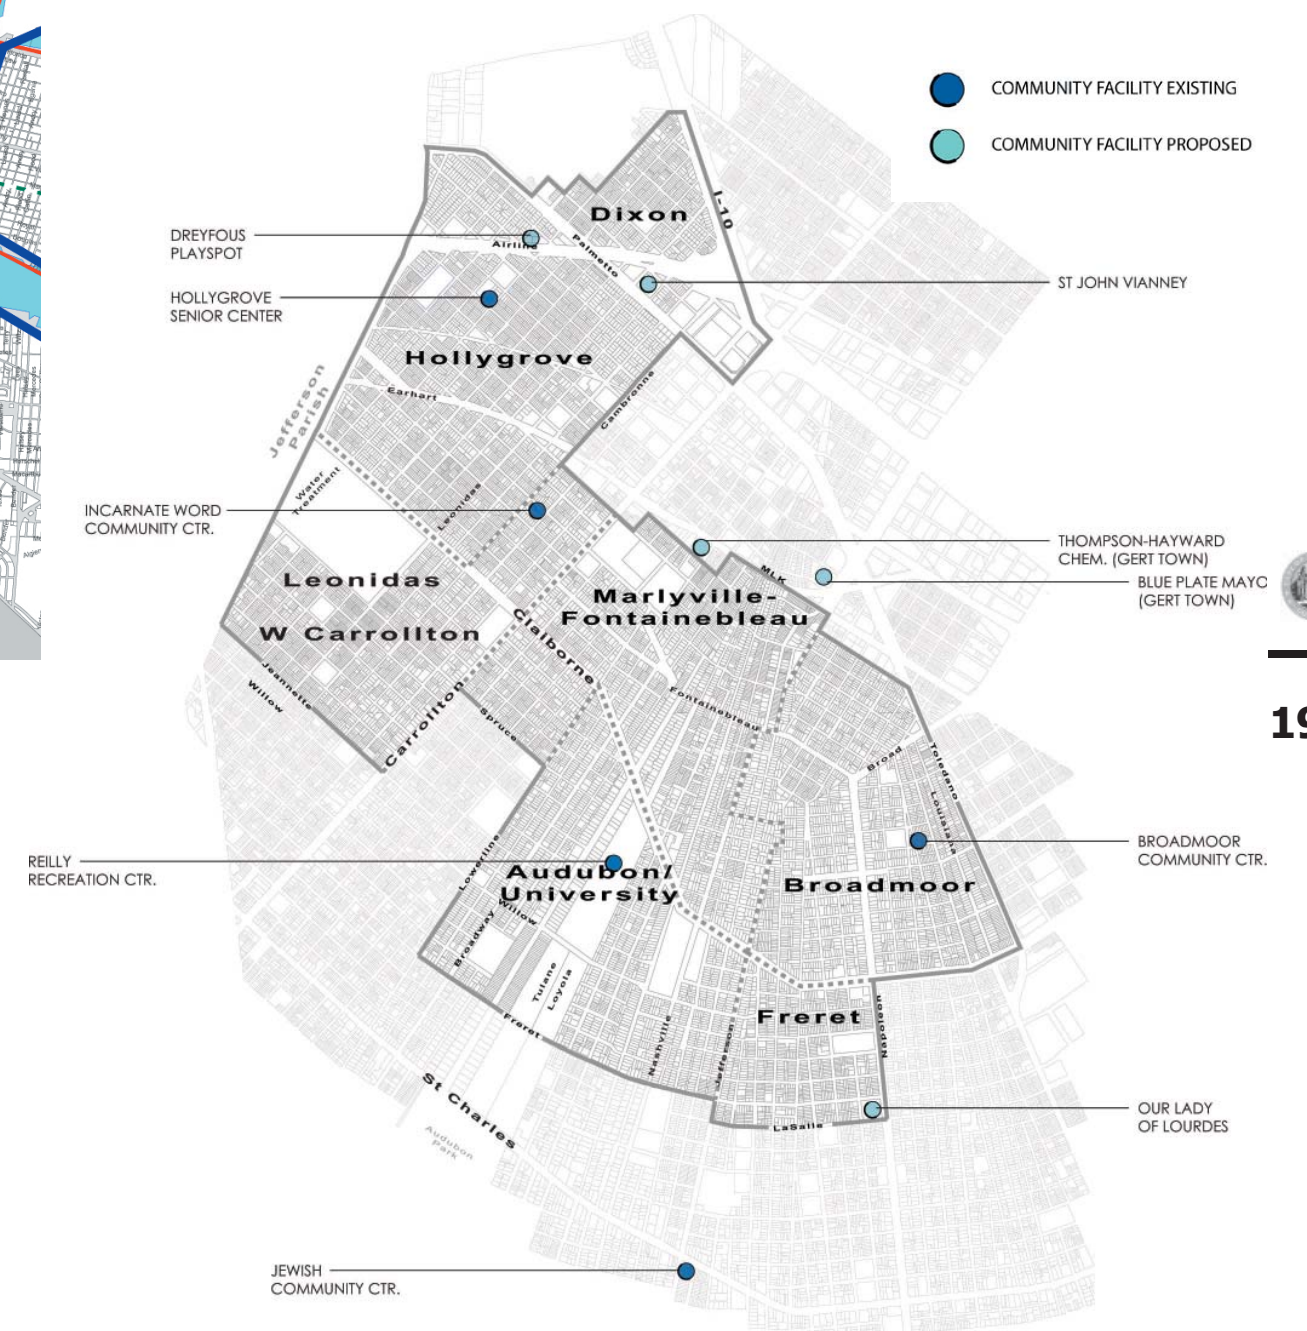 COMMUNITY FACILITY EXISTING
COMMUNITY FACILITY PROPOSED
Dixon
I-10
DREYFOUS
PLAYSPOT
Airline
Palmetto
ST JOHN VIANNEY
HOLLYGROVE
SENIOR CENTER
Hollygrove
Jefferson
Parish
Earhart
Cambronne
Water
Treatment
Leonidas
INCARNATE WORD
COMMUNITY CTR.
THOMPSON-HAYWARD
CHEM. (GERT TOWN)
MLK
BLUE PLATE MAYO
(GERT TOWN)
Leonidas
W Carrollton
Marlyville-
Fontainebleau
Claiborne
Jeannette
Willow
Carrollton
Spruce
Fontainebleau
19
Broad
Toledano
Louisiana
BROADMOOR
COMMUNITY CTR.
REILLY
RECREATION CTR.
Lowerline
Audubon/
University
Broadmoor
Broadway
Willow
Tulane
Loyola
Freret
Nashville
Jefferson
Freret
Napoleon
St Charles
Audubon
Park
LaSalle
OUR LADY
OF LOURDES
JEWISH
COMMUNITY CTR.